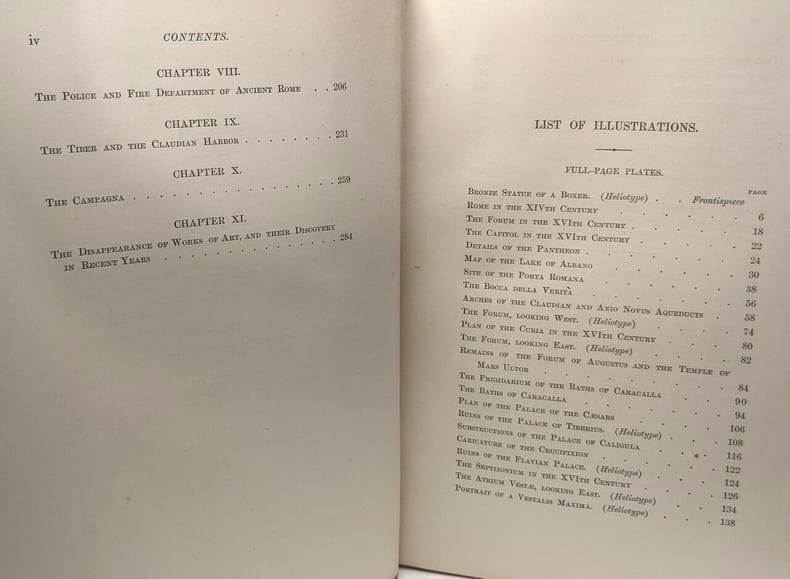 iv
CONTENTS.
CHAPTER VIII.
The Police and Fire Department of Ancient Rome . . 206
CHAPTER IX.
The Tiber and the Claudian Harbor . . . . . . . . 231
CHAPTER X.
The Campagna . . . . . . . . . . . . . . . 259
CHAPTER XI.
The Disappearance of Works of Art, and their Discovery
in Recent Years . . . . . . . . . . . . . 284
LIST OF ILLUSTRATIONS.
FULL-PAGE PLATES.
PAGE
Bronze Statue of a Boxer. (Heliotype) . . Frontispiece
Rome in the XIVth Century . . . . . 6
The Forum in the XVIth Century . . . . . 18
The Capitol in the XVIth Century . . . . . 22
Details of the Pantheon . . . . . . 24
Map of the Lake of Albano . . . . . . 30
Site of the Porta Romana . . . . . . 38
The Bocca della Verità . . . . . . 56
Arches of the Claudian and Anio Novus Aqueducts . 58
The Forum, looking West. (Heliotype) . . . . 74
Plan of the Curia in the XVIth Century . . . 80
The Forum, looking East. (Heliotype) . . . . 82
Remains of the Forum of Augustus and the Temple of
Mars Ultor . . . . . . . 84
The Frigidarium of the Baths of Caracalla . . . 90
The Baths of Caracalla . . . . . . 94
Plan of the Palace of the Cæsars . . . . 106
Ruins of the Palace of Tiberius. (Heliotype) . . . 108
Substructions of the Palace of Caligula . . . 116
Caricature of the Crucifixion . . . . . 122
Ruins of the Flavian Palace. (Heliotype) . . . 124
The Septizonium in the XVIth Century . . . . 126
The Atrium Vestæ, looking East. (Heliotype) . . . 134
Portrait of a Vestalis Maxima. (Heliotype) . . . 138